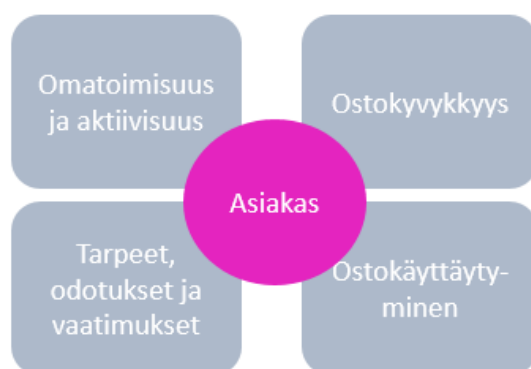 Omatoimisuus
ja aktiivisuus
Ostokyvykkyys
Asiakas
Tarpeet,
odotukset ja
vaatimukset
Ostokäyttäyty-
minen